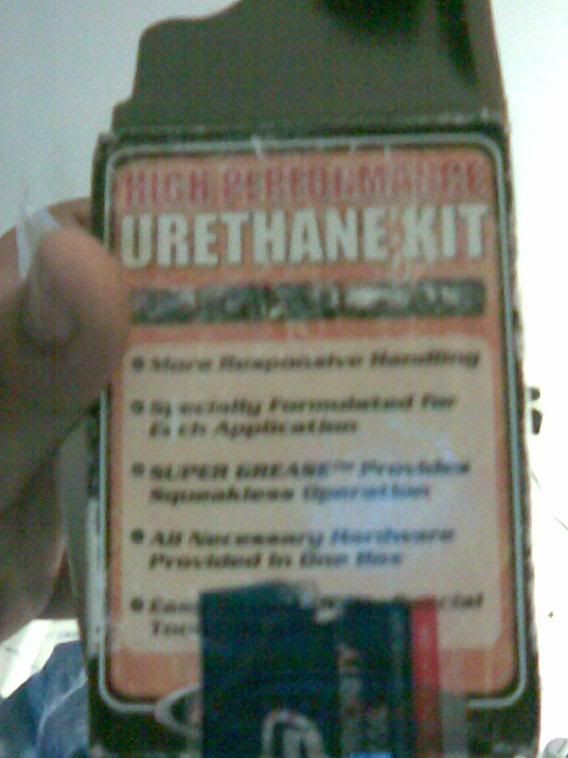 HIGH PERFORMANCE
URETHANE KIT
• More Responsive Handling
• Specially Formulated for
Each Application
• SUPER GREASE™ Provides
Squeakless Operation
• All Necessary Hardware
Provided in One Box